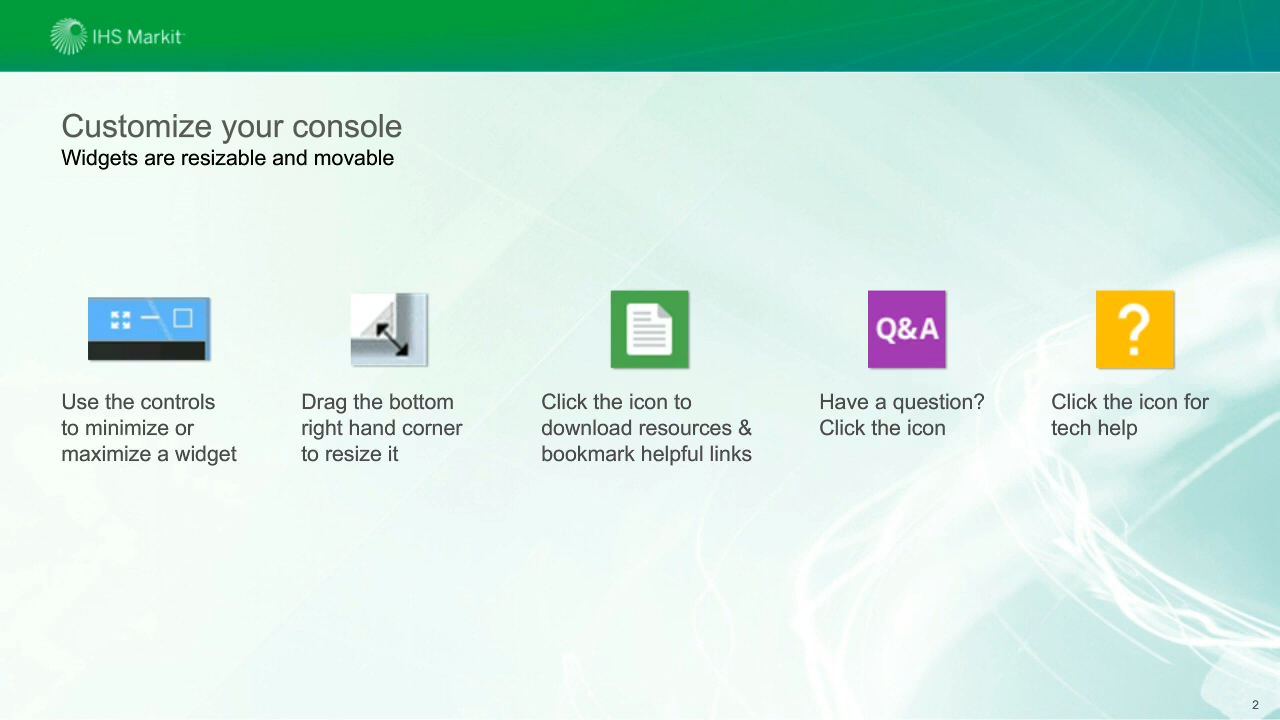 IHS Markit
Customize your console
Widgets are resizable and movable
Q&A
?
Use the controls
to minimize or
maximize a widget
Drag the bottom
right hand corner
to resize it
Click the icon to
download resources &
bookmark helpful links
Have a question?
Click the icon
Click the icon for
tech help
2